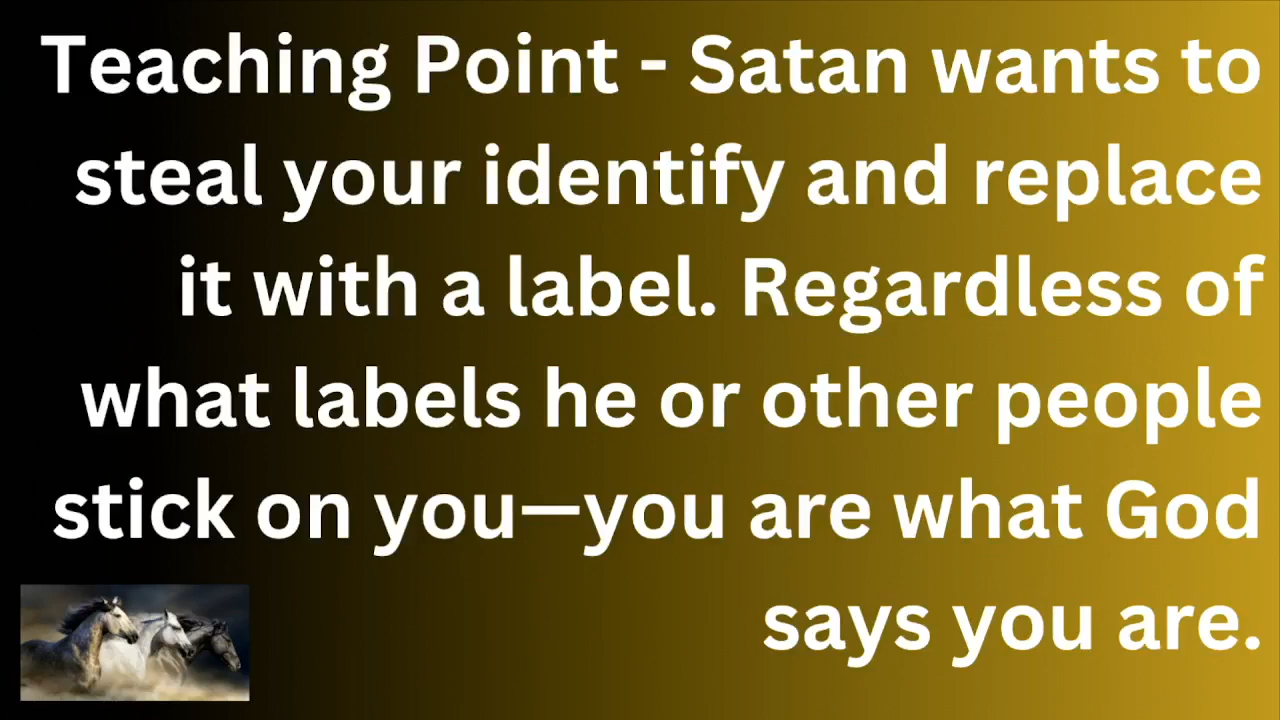 Teaching Point - Satan wants to
steal your identify and replace
it with a label. Regardless of
what labels he or other people
stick on you—you are what God
says you are.